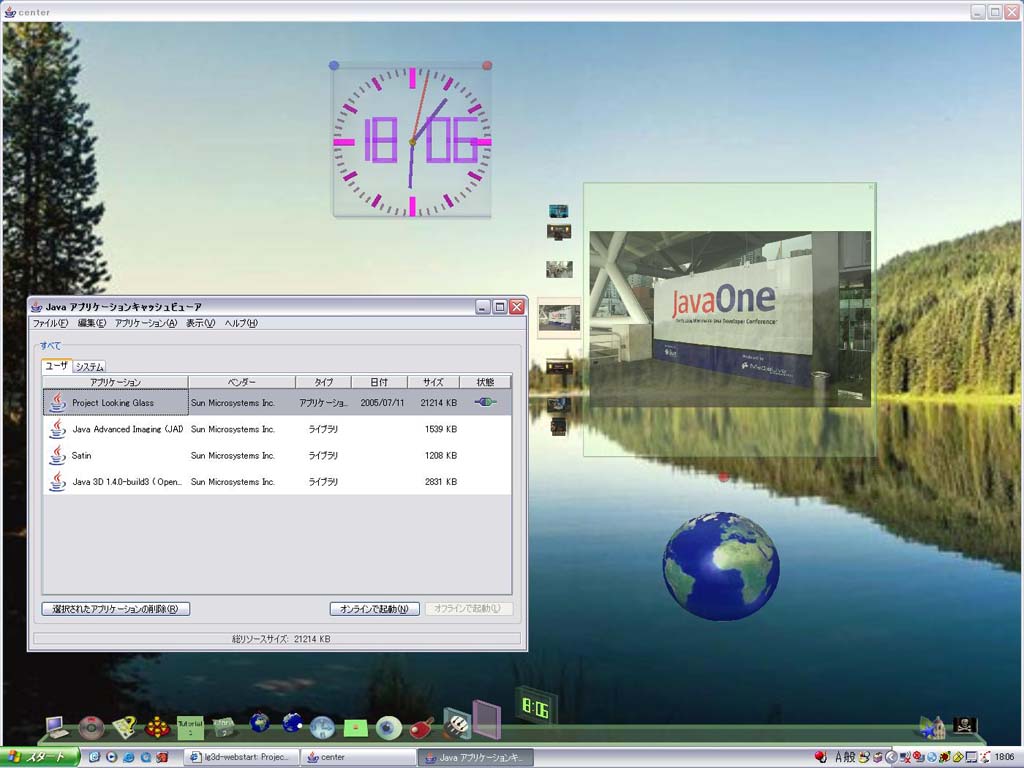 center
18:06
JavaOne
Java アプリケーションキャッシュビューア
ファイル(F) 編集(E) アプリケーション(A) 表示(V) ヘルプ(H)
すべて
ユーザ システム
アプリケーション ベンダー タイプ 日付 サイズ 状態
Project Looking Glass Sun Microsystems Inc. アプリケーショ... 2005/07/11 21214 KB
Java Advanced Imaging (JAI) Sun Microsystems Inc. ライブラリ 1539 KB
Satin Sun Microsystems Inc. ライブラリ 1208 KB
Java 3D 1.4.0-build3 ( Open... Sun Microsystems Inc. ライブラリ 2831 KB
選択されたアプリケーションの削除(R) オンラインで起動(N) オフラインで起動(L)
総リソースサイズ: 21214 KB
18:06
Tutorial
1
2
スタート lg3d-webstart: Projec... center Java アプリケーションキ... A 般 18:06